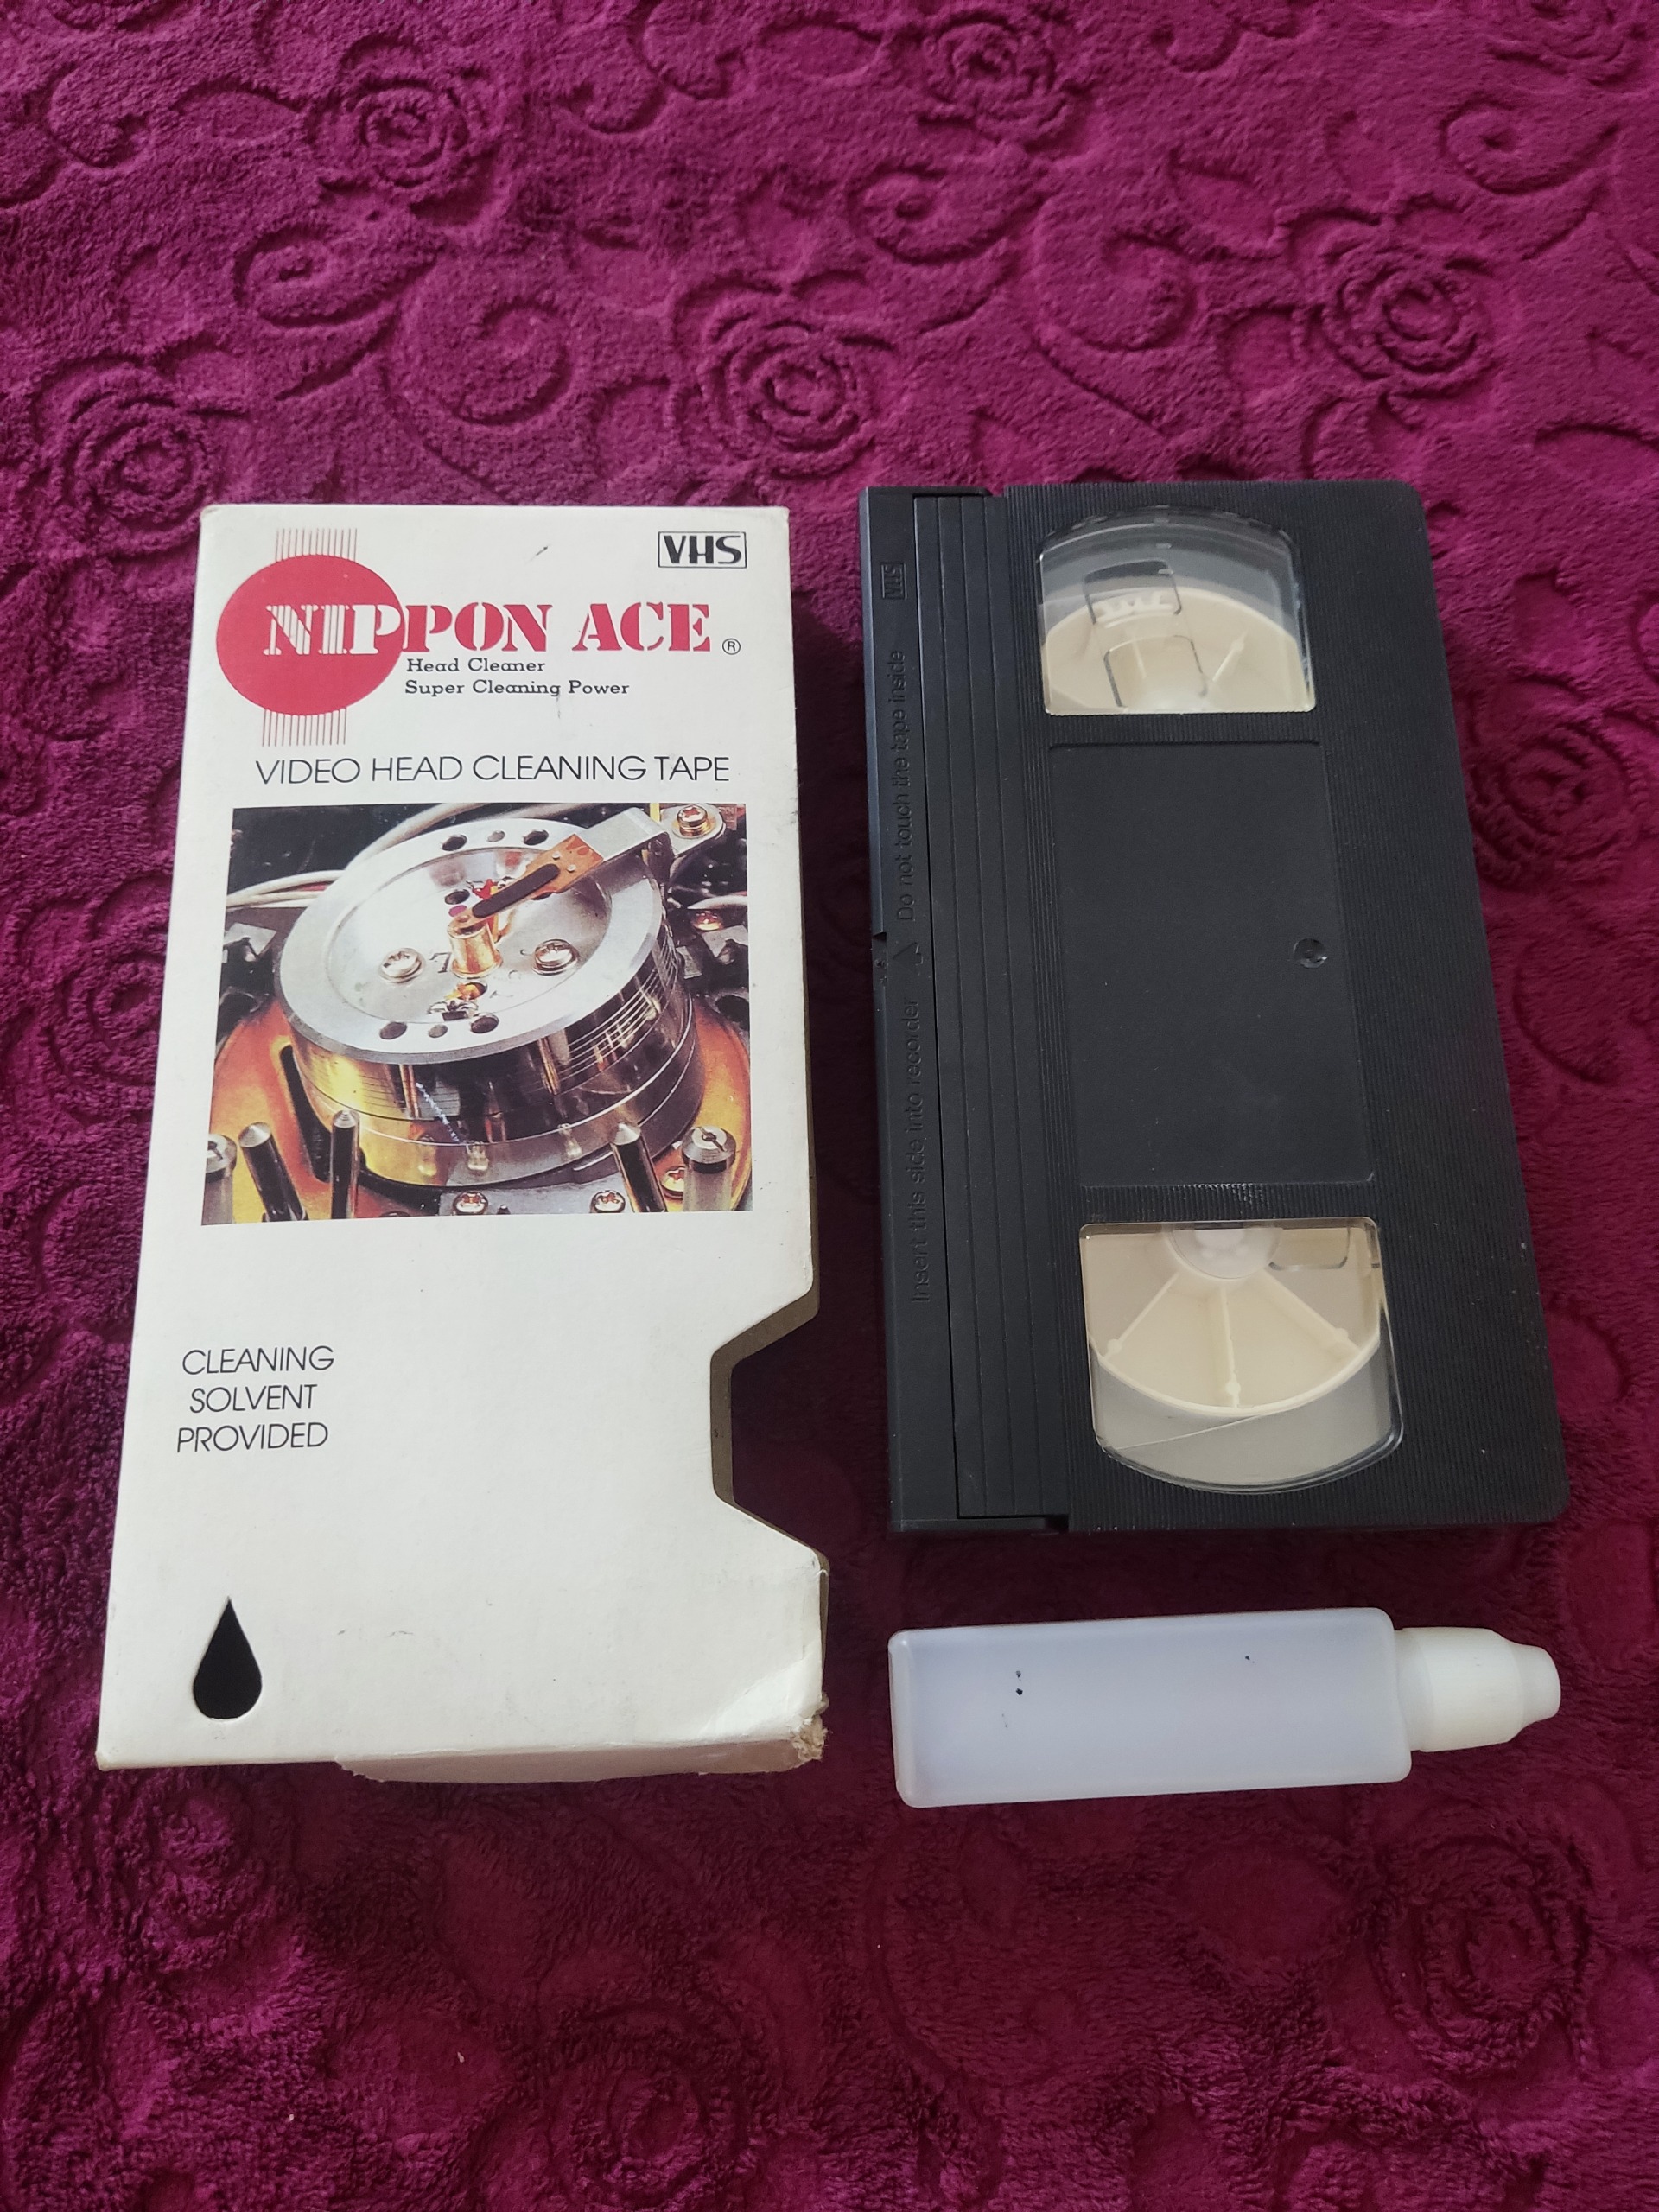 VHS
NIPPON ACE ®
Head Cleaner
Super Cleaning Power
VIDEO HEAD CLEANING TAPE
CLEANING
SOLVENT
PROVIDED
VHS
Insert this side into recorder
Do not touch the tape inside